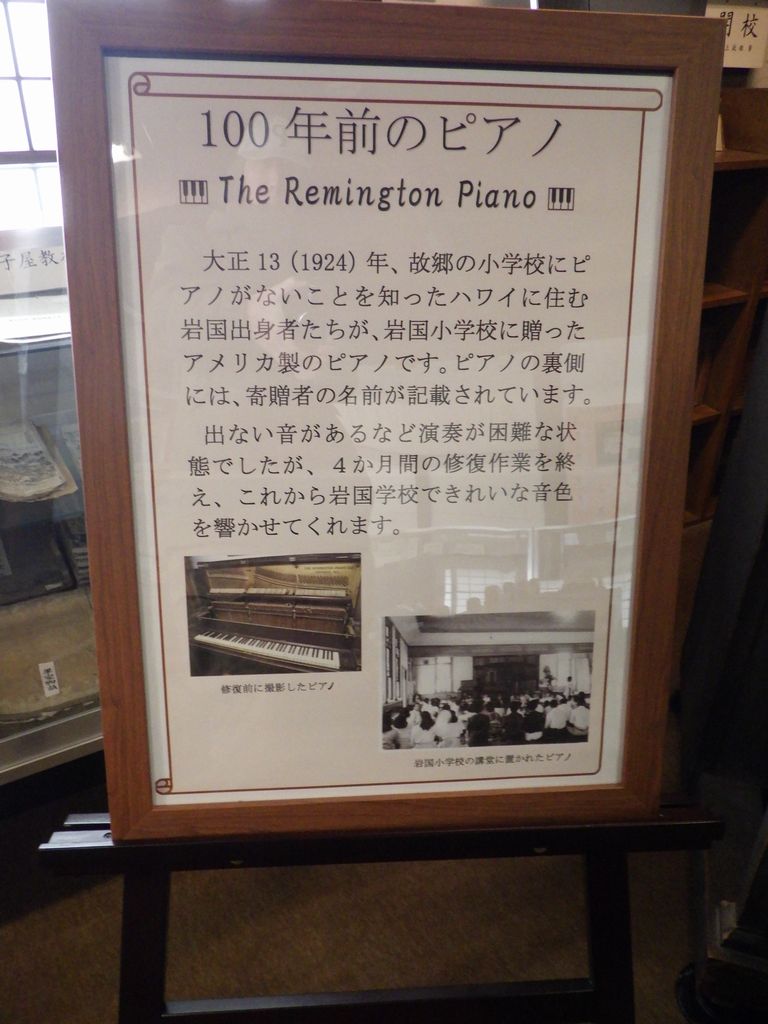 開校
100 年前のピアノ
The Remington Piano
子屋教
大正 13 (1924) 年、故郷の小学校にピ
アノがないことを知ったハワイに住む
岩国出身者たちが、岩国小学校に贈った
アメリカ製のピアノです。ピアノの裏側
には、寄贈者の名前が記載されています。
出ない音があるなど演奏が困難な状
態でしたが、４か月間の修復作業を終
え、これから岩国学校できれいな音色
を響かせてくれます。
修復前に撮影したピアノ
岩国小学校の講堂に置かれたピアノ